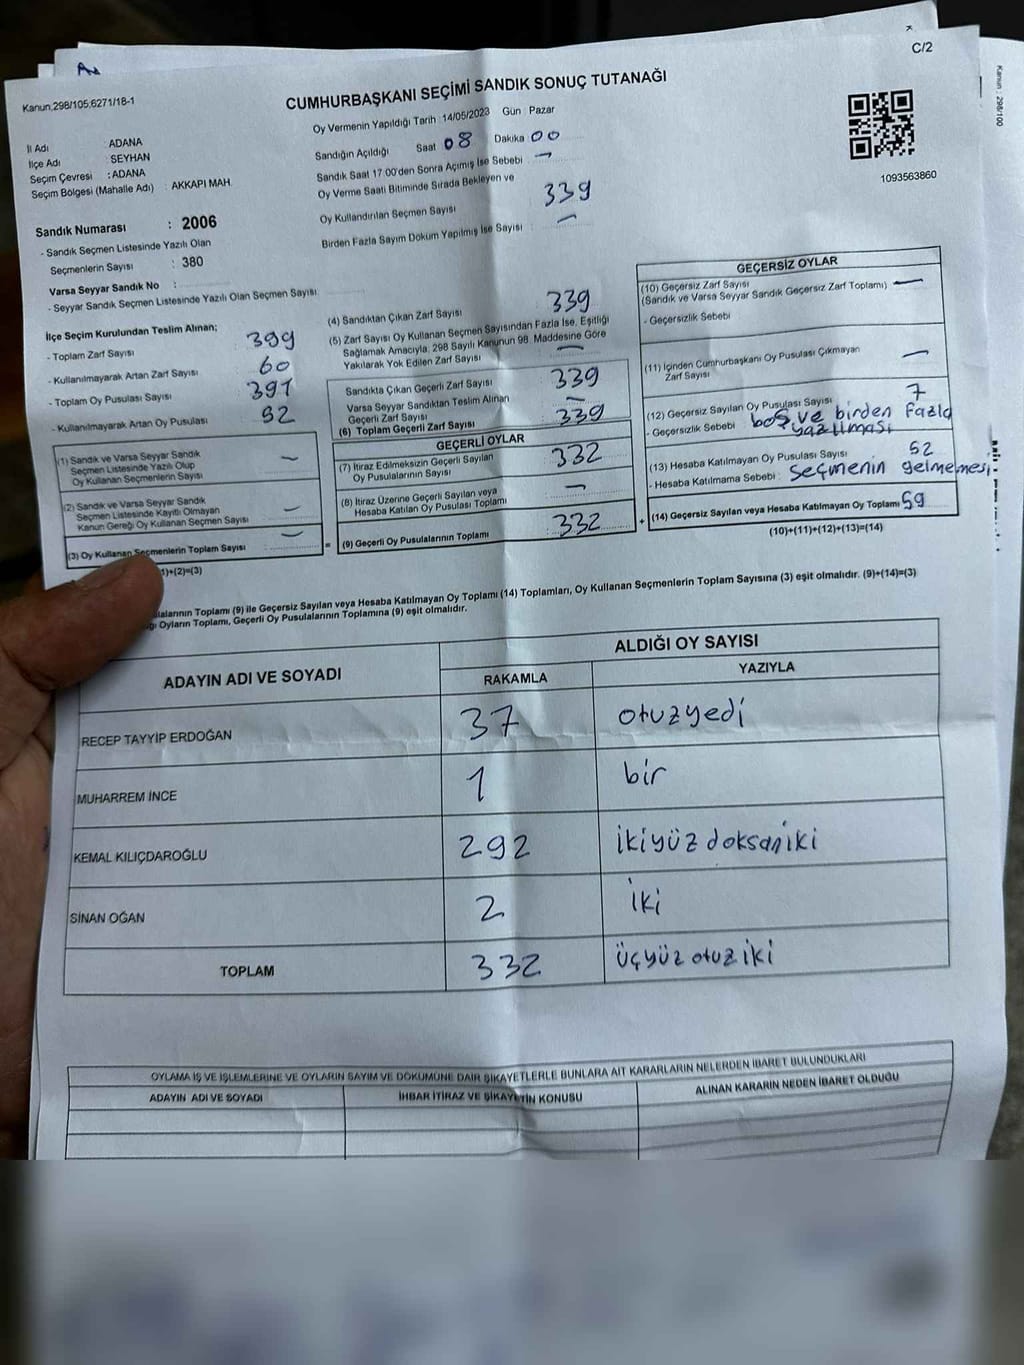 C/2
Kanun,298/105;6271/18-1
CUMHURBAŞKANI SEÇİMİ SANDIK SONUÇ TUTANAĞI
Kanun : 298/100
İl Adı : ADANA
İlçe Adı : SEYHAN
Seçim Çevresi : ADANA
Seçim Bölgesi (Mahalle Adı) : AKKAPI MAH.
Sandık Numarası : 2006
- Sandık Seçmen Listesinde Yazılı Olan
Seçmenlerin Sayısı : 380
Varsa Seyyar Sandık No :
- Seyyar Sandık Seçmen Listesinde Yazılı Olan Seçmen Sayısı
Oy Vermenin Yapıldığı Tarih : 14/05/2023 Gün : Pazar
Sandığın Açıldığı Saat 08 Dakika 00
Sandık Saat 17:00'den Sonra Açımış İse Sebebi : —
Oy Verme Saati Bitiminde Sırada Bekleyen ve
Oy Kullandırılan Seçmen Sayısı 339
Birden Fazla Sayım Döküm Yapılmış İse Sayısı : —
1093563860
İlçe Seçim Kurulundan Teslim Alınan;
- Toplam Zarf Sayısı 399
- Kullanılmayarak Artan Zarf Sayısı 60
- Toplam Oy Pusulası Sayısı 391
- Kullanılmayarak Artan Oy Pusulası 52
(1) Sandık ve Varsa Seyyar Sandık
Seçmen Listesinde Yazılı Olup
Oy Kullanan Seçmenlerin Sayısı —
(2) Sandık ve Varsa Seyyar Sandık
Seçmen Listesinde Kayıtlı Olmayan
Kanun Gereği Oy Kullanan Seçmen Sayısı —
(3) Oy Kullanan Seçmenlerin Toplam Sayısı —
1)+(2)=(3)
(4) Sandıktan Çıkan Zarf Sayısı 339
(5) Zarf Sayısı Oy Kullanan Seçmen Sayısından Fazla İse, Eşitliği
Sağlamak Amacıyla, 298 Sayılı Kanunun 98. Maddesine Göre
Yakılarak Yok Edilen Zarf Sayısı —
Sandıkta Çıkan Geçerli Zarf Sayısı 339
Varsa Seyyar Sandıktan Teslim Alınan
Geçerli Zarf Sayısı —
(6) Toplam Geçerli Zarf Sayısı 339
GEÇERLİ OYLAR
(7) İtiraz Edilmeksizin Geçerli Sayılan
Oy Pusulalarının Sayısı 332
(8) İtiraz Üzerine Geçerli Sayılan veya
Hesaba Katılan Oy Pusulası Toplamı —
= (9) Geçerli Oy Pusulalarının Toplamı 332
GEÇERSİZ OYLAR
(10) Geçersiz Zarf Sayısı
(Sandık ve Varsa Seyyar Sandık Geçersiz Zarf Toplamı) —
- Geçersizlik Sebebi
(11) İçinden Cumhurbaşkanı Oy Pusulası Çıkmayan
Zarf Sayısı —
(12) Geçersiz Sayılan Oy Pusulası Sayısı 7
- Geçersizlik Sebebi boş ve birden fazla
yazılması
(13) Hesaba Katılmayan Oy Pusulası Sayısı 52
- Hesaba Katılmama Sebebi : Seçmenin gelmemesi
+ (14) Geçersiz Sayılan veya Hesaba Katılmayan Oy Toplamı 59
(10)+(11)+(12)+(13)=(14)
Toplamı (9) ile Geçersiz Sayılan veya Hesaba Katılmayan Oy Toplamı (14) Toplamları, Oy Kullanan Seçmenlerin Toplam Sayısına (3) eşit olmalıdır. (9)+(14)=(3)
Oyların Toplamı, Geçerli Oy Pusulalarının Toplamına (9) eşit olmalıdır.
ADAYIN ADI VE SOYADI
ALDIĞI OY SAYISI
RAKAMLA YAZIYLA
RECEP TAYYİP ERDOĞAN 37 otuzyedi
MUHARREM İNCE 1 bir
KEMAL KILIÇDAROĞLU 292 ikiyüz doksaniki
SİNAN OĞAN 2 iki
TOPLAM 332 üçyüz otuz iki
OYLAMA İŞ VE İŞLEMLERİNE VE OYLARIN SAYIM VE DÖKÜMÜNE DAİR ŞİKAYETLERLE BUNLARA AİT KARARLARIN NELERDEN İBARET BULUNDUKLARI
ADAYIN ADI VE SOYADI İHBAR İTİRAZ VE ŞİKAYETİN KONUSU ALINAN KARARIN NEDEN İBARET OLDUĞU